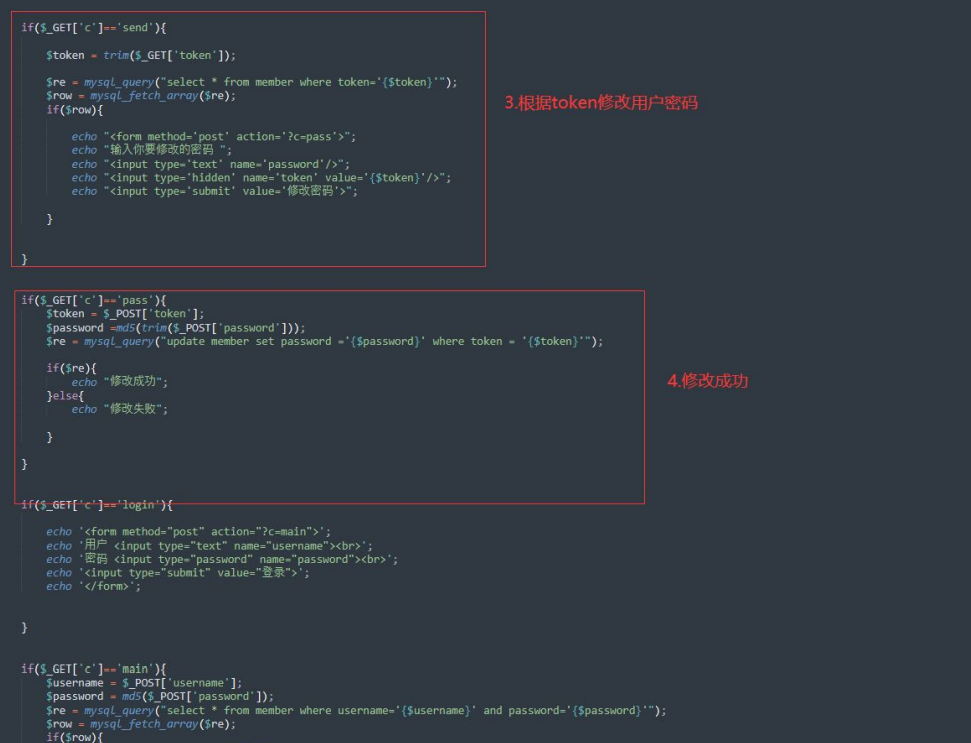 if($_GET['c']=='send'){
$token = trim($_GET['token']);
$re = mysql_query("select * from member where token='{$token}'");
$row = mysql_fetch_array($re);
if($row){
echo "<form method='post' action='?c=pass'>";
echo "输入你要修改的密码 ";
echo "<input type='text' name='password'/>";
echo "<input type='hidden' name='token' value='{$token}'/>";
echo "<input type='submit' value='修改密码'>";
}
}
3.根据token修改用户密码
if($_GET['c']=='pass'){
$token = $_POST['token'];
$password =md5(trim($_POST['password']));
$re = mysql_query("update member set password ='{$password}' where token = '{$token}'");
if($re){
echo "修改成功";
}else{
echo "修改失败";
}
}
4.修改成功
if($_GET['c']=='login'){
echo '<form method="post" action="?c=main">';
echo '用户 <input type="text" name="username"><br>';
echo '密码 <input type="password" name="password"><br>';
echo '<input type="submit" value="登录">';
echo '</form>';
}
if($_GET['c']=='main'){
$username = $_POST['username'];
$password = md5($_POST['password']);
$re = mysql_query("select * from member where username='{$username}' and password='{$password}'");
$row = mysql_fetch_array($re);
if($row){